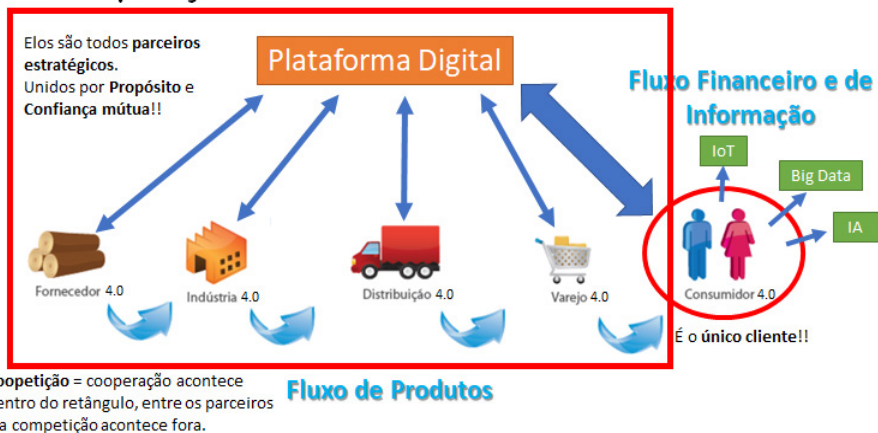 Elos são todos parceiros
estratégicos.
Unidos por Propósito e
Confiança mútua!!
Plataforma Digital
Fluxo Financeiro e de
Informação
IoT
Big Data
IA
Fornecedor 4.0
Indústria 4.0
Distribuição 4.0
Varejo 4.0
Consumidor 4.0
É o único cliente!!
Fluxo de Produtos
oopetição = cooperação acontece
entro do retângulo, entre os parceiros
a competição acontece fora.